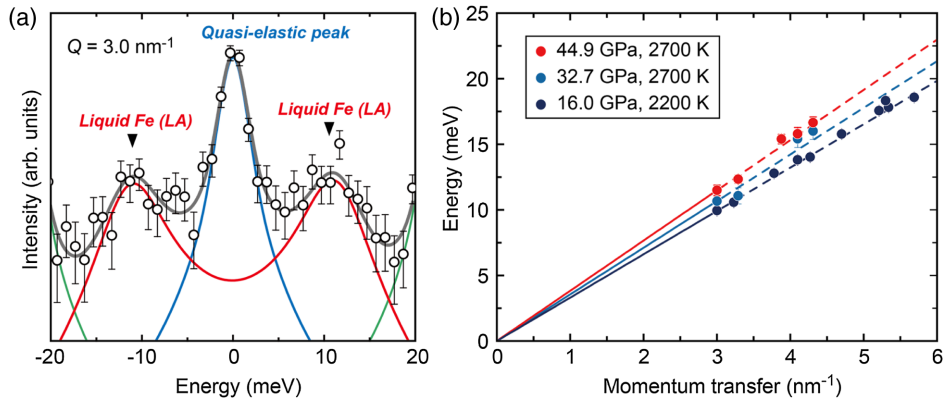 (a)
Q = 3.0 nm-1
Quasi-elastic peak
Liquid Fe (LA)
Liquid Fe (LA)
Intensity (arb. units)
-20 -10 0 10 20
Energy (meV)
(b)
25
20
15
10
5
0
44.9 GPa, 2700 K
32.7 GPa, 2700 K
16.0 GPa, 2200 K
Energy (meV)
0 1 2 3 4 5 6
Momentum transfer (nm-1)